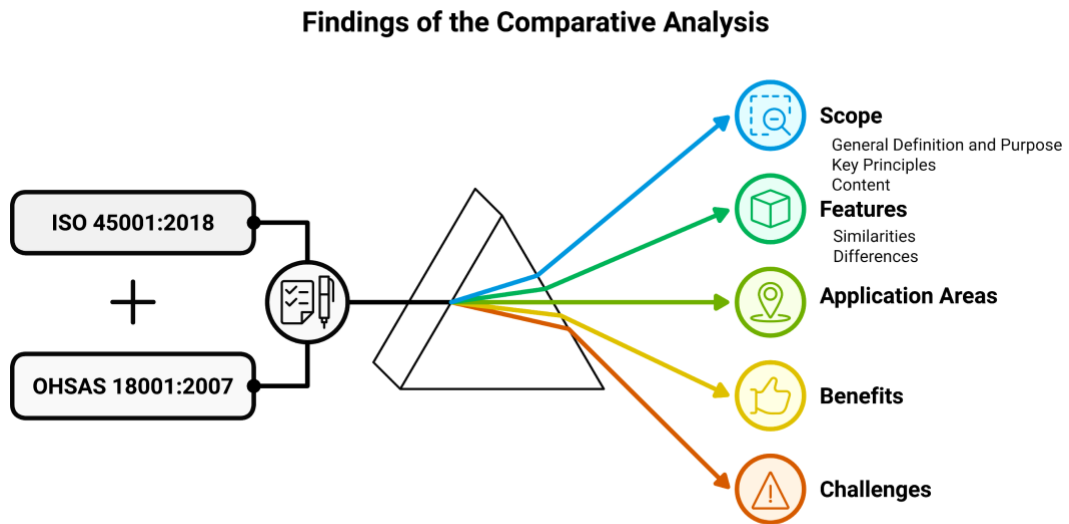 Findings of the Comparative Analysis
ISO 45001:2018
OHSAS 18001:2007
Scope
General Definition and Purpose
Key Principles
Content
Features
Similarities
Differences
Application Areas
Benefits
Challenges